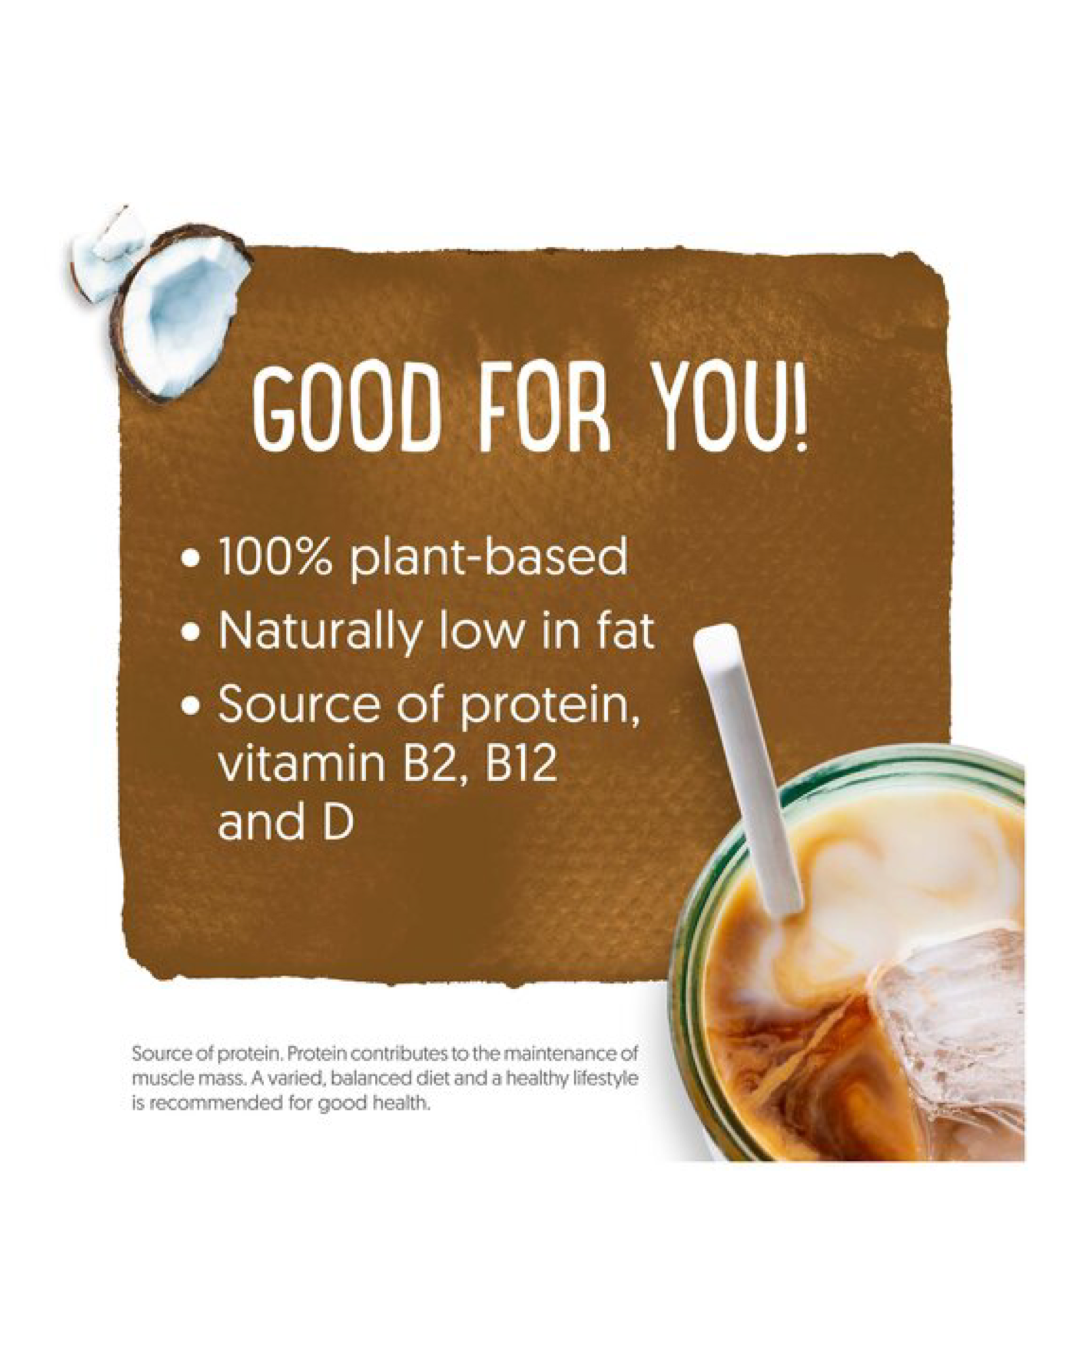 GOOD FOR YOU!
• 100% plant-based
• Naturally low in fat
• Source of protein,
vitamin B2, B12
and D
Source of protein. Protein contributes to the maintenance of
muscle mass. A varied, balanced diet and a healthy lifestyle
is recommended for good health.